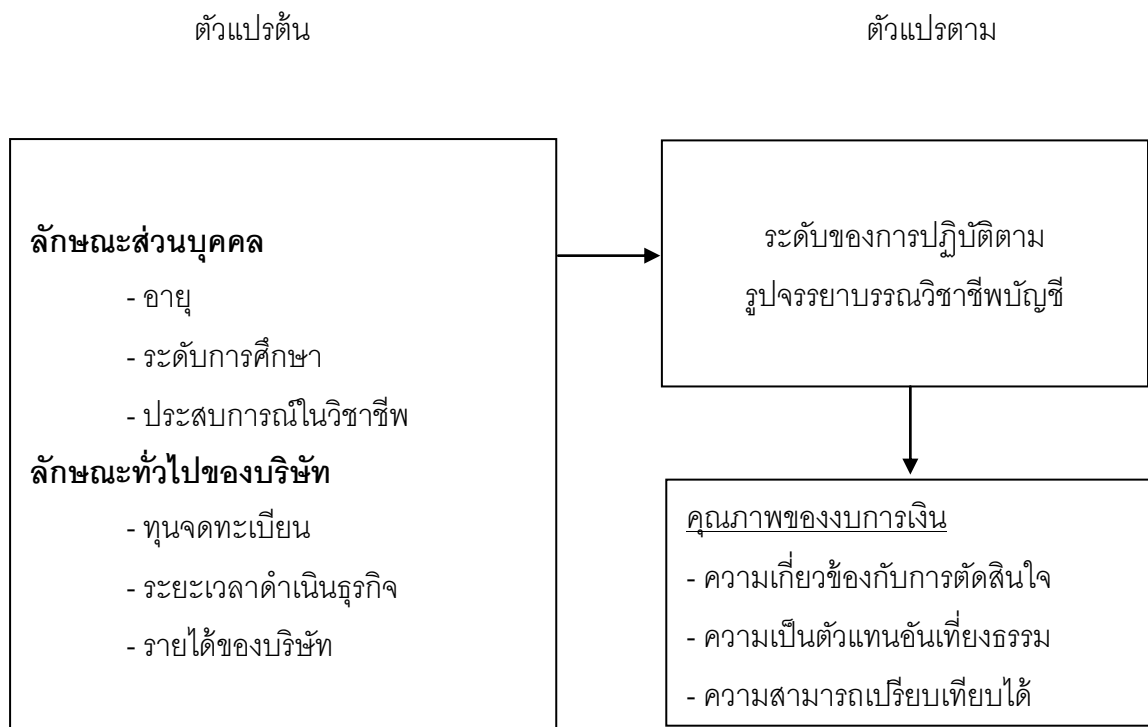 ตัวแปรต้น
ตัวแปรตาม
ลักษณะส่วนบุคคล
- อายุ
- ระดับการศึกษา
- ประสบการณ์ในวิชาชีพ
ลักษณะทั่วไปของบริษัท
- ทุนจดทะเบียน
- ระยะเวลาดำเนินธุรกิจ
- รายได้ของบริษัท
ระดับของการปฏิบัติตาม
รูปจรรยาบรรณวิชาชีพบัญชี
คุณภาพของงบการเงิน
- ความเกี่ยวข้องกับการตัดสินใจ
- ความเป็นตัวแทนอันเที่ยงธรรม
- ความสามารถเปรียบเทียบได้